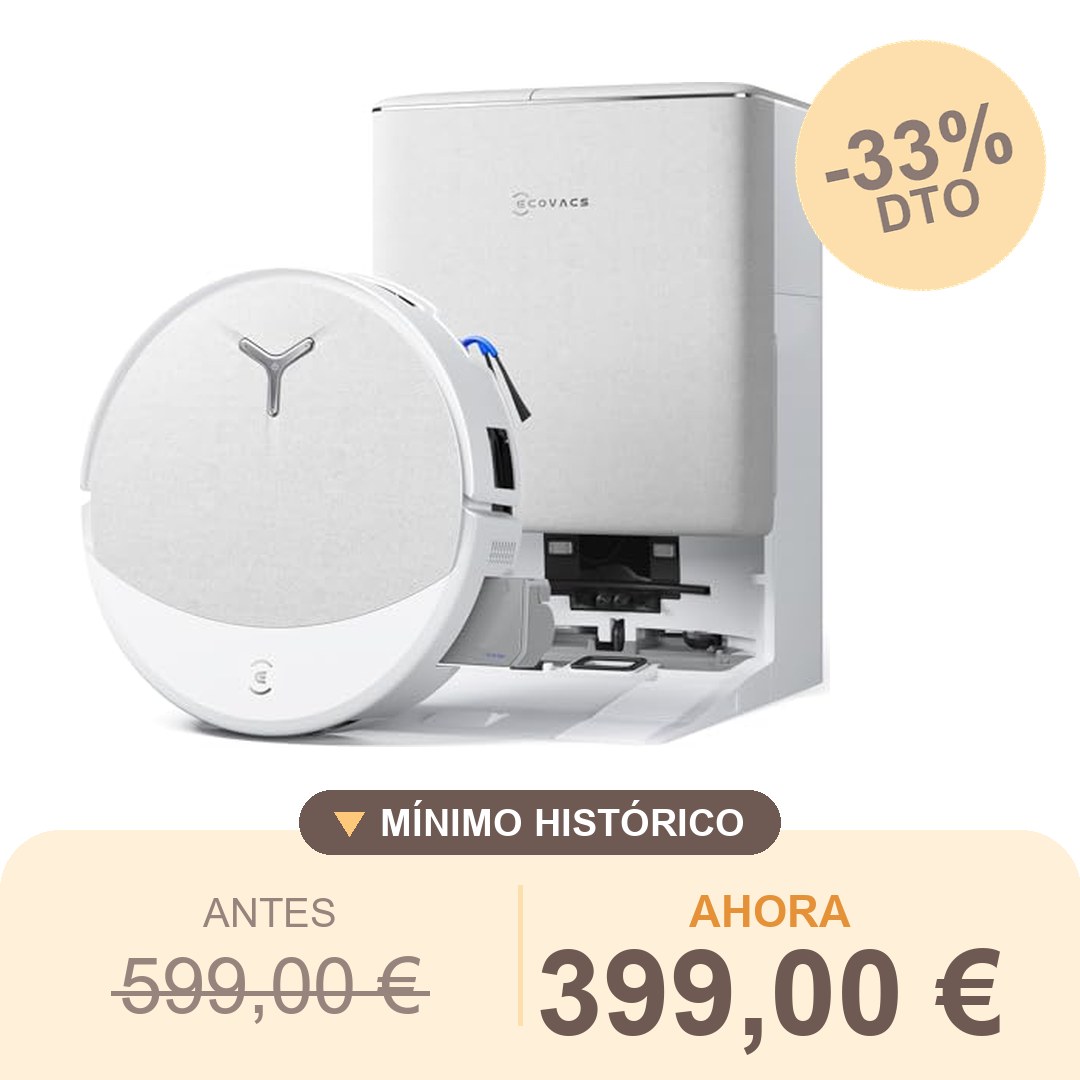 -33%
DTO
ECOVACS
MÍNIMO HISTÓRICO
ANTES
599,00 €
AHORA
399,00 €